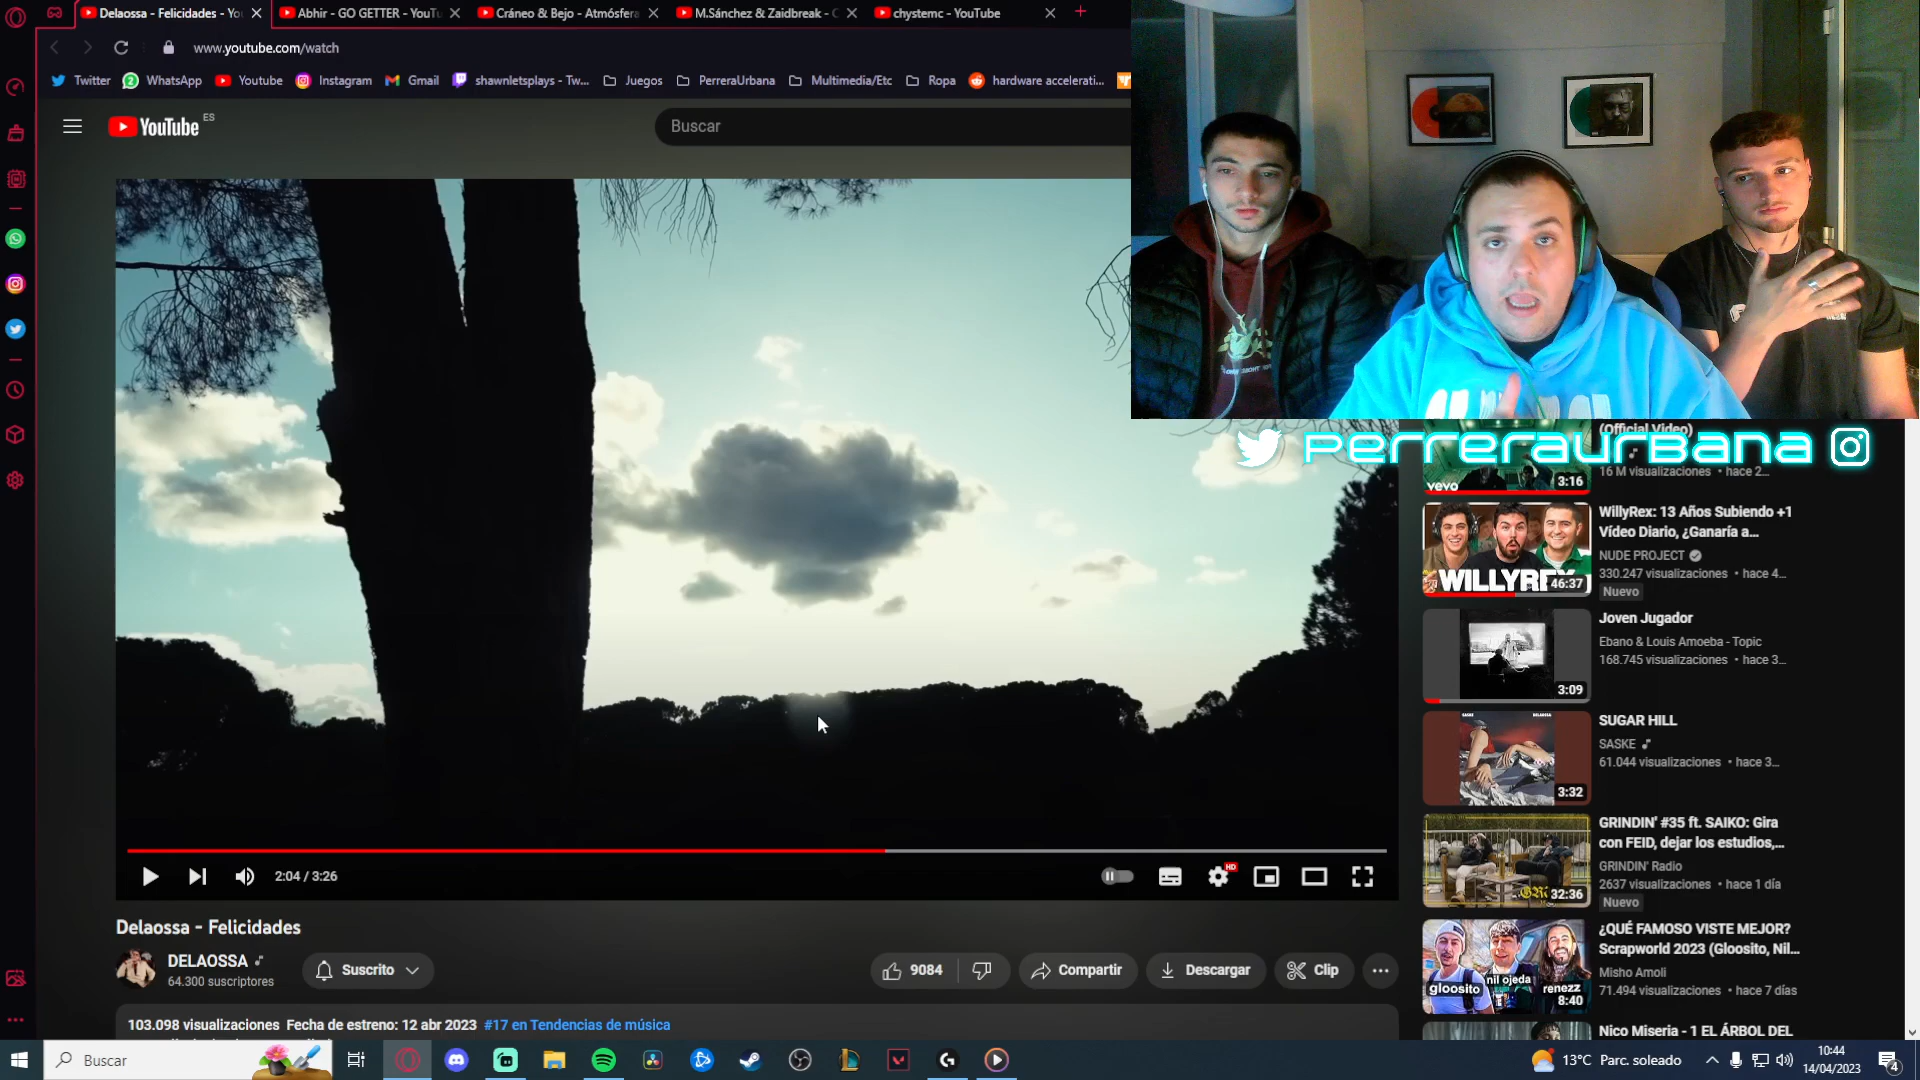 Delaossa - Felicidades - Yo
Abhir - GO GETTER - YouTu
Cráneo & Bejo - Atmósfera
M.Sánchez & Zaidbreak - C
chystemc - YouTube
www.youtube.com/watch
Twitter
2
WhatsApp
Youtube
Instagram
Gmail
shawnletsplays - Tw...
Juegos
PerreraUrbana
Multimedia/Etc
Ropa
hardware accelerati...
YouTube ES
Buscar
perreraurbana
(Official Video)
16 M visualizaciones • hace 2...
vevo
3:16
WillyRex: 13 Años Subiendo +1
Vídeo Diario, ¿Ganaría a...
NUDE PROJECT
330.247 visualizaciones • hace 4...
Nuevo
WILLYREX
46:37
Joven Jugador
Ebano & Louis Amoeba - Topic
168.745 visualizaciones • hace 3...
3:09
SUGAR HILL
SASKE
61.044 visualizaciones • hace 3...
SASKE
DELAOSSA
3:32
GRINDIN' #35 ft. SAIKO: Gira
con FEID, dejar los estudios,...
GRINDIN' Radio
2637 visualizaciones • hace 1 día
Nuevo
32:36
¿QUÉ FAMOSO VISTE MEJOR?
Scrapworld 2023 (Gloosito, Nil...
Misho Amoli
71.494 visualizaciones • hace 7 días
gloosito
nil ojeda
renezz
8:40
Nico Miseria - 1 EL ÁRBOL DEL
2:04 / 3:26
HD
Delaossa - Felicidades
DELAOSSA
64.300 suscriptores
Suscrito
9084
Compartir
Descargar
Clip
103.098 visualizaciones Fecha de estreno: 12 abr 2023 #17 en Tendencias de música
Buscar
13°C Parc. soleado
10:44
14/04/2023
4